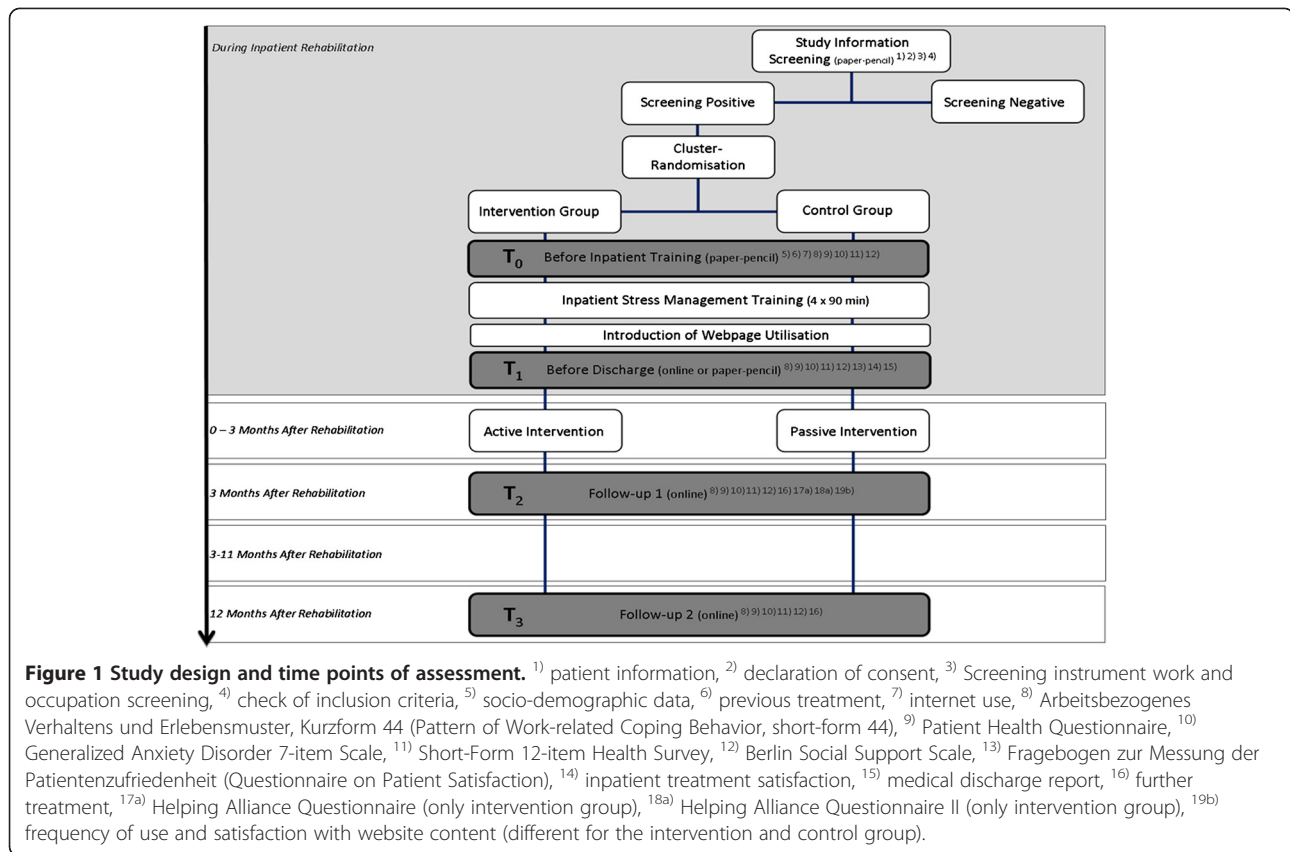 During Inpatient Rehabilitation
Study Information
Screening (paper-pencil) 1) 2) 3) 4)
Screening Positive
Screening Negative
Cluster-
Randomisation
Intervention Group
Control Group
T0 Before Inpatient Training (paper-pencil) 5) 6) 7) 8) 9) 10) 11) 12)
Inpatient Stress Management Training (4 x 90 min)
Introduction of Webpage Utilisation
T1 Before Discharge (online or paper-pencil) 8) 9) 10) 11) 12) 13) 14) 15)
0 – 3 Months After Rehabilitation
Active Intervention
Passive Intervention
3 Months After Rehabilitation
T2 Follow-up 1 (online) 8) 9) 10) 11) 12) 16) 17a) 18a) 19b)
3-11 Months After Rehabilitation
12 Months After Rehabilitation
T3 Follow-up 2 (online) 8) 9) 10) 11) 12) 16)
Figure 1 Study design and time points of assessment. 1) patient information, 2) declaration of consent, 3) Screening instrument work and
occupation screening, 4) check of inclusion criteria, 5) socio-demographic data, 6) previous treatment, 7) internet use, 8) Arbeitsbezogenes
Verhaltens und Erlebensmuster, Kurzform 44 (Pattern of Work-related Coping Behavior, short-form 44), 9) Patient Health Questionnaire, 10)
Generalized Anxiety Disorder 7-item Scale, 11) Short-Form 12-item Health Survey, 12) Berlin Social Support Scale, 13) Fragebogen zur Messung der
Patientenzufriedenheit (Questionnaire on Patient Satisfaction), 14) inpatient treatment satisfaction, 15) medical discharge report, 16) further
treatment, 17a) Helping Alliance Questionnaire (only intervention group), 18a) Helping Alliance Questionnaire II (only intervention group), 19b)
frequency of use and satisfaction with website content (different for the intervention and control group).